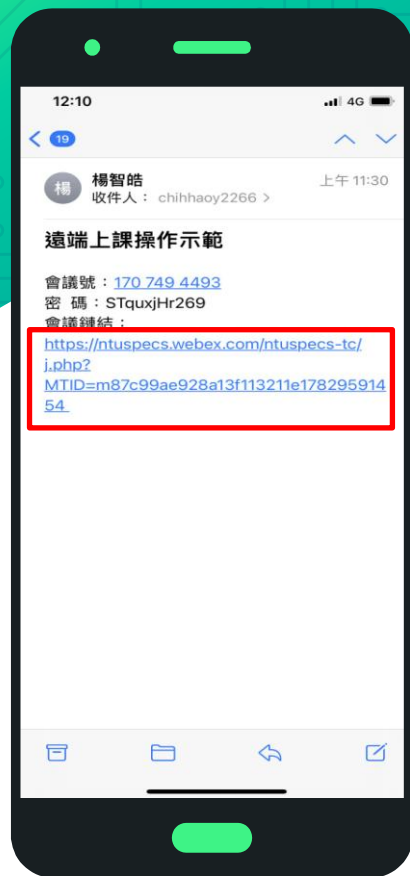 12:10 4G
19
楊 楊智皓 上午 11:30
收件人： chihhaoy2266 >
遠端上課操作示範
會議號：170 749 4493
密 碼：STquxjHr269
會議鏈結：
https://ntuspecs.webex.com/ntuspecs-tc/
j.php?
MTID=m87c99ae928a13f113211e178295914
54